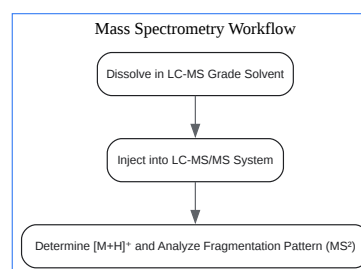 Mass Spectrometry Workflow
Dissolve in LC-MS Grade Solvent
Inject into LC-MS/MS System
Determine [M+H]⁺ and Analyze Fragmentation Pattern (MS²)